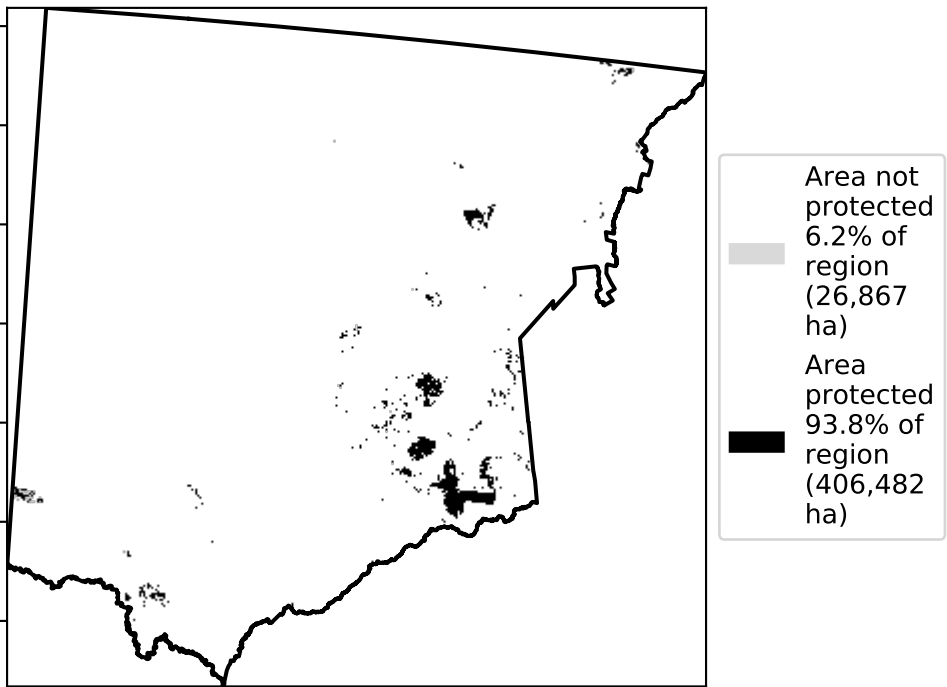 Area not
protected
6.2% of
region
(26,867
ha)
Area
protected
93.8% of
region
(406,482
ha)